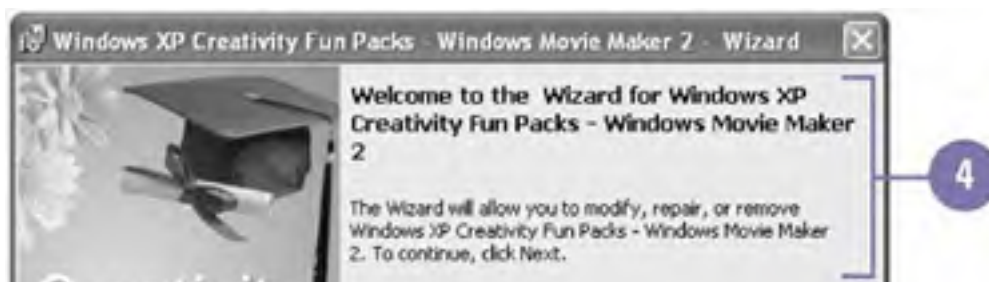 Windows XP Creativity Fun Packs - Windows Movie Maker 2 - Wizard
Welcome to the Wizard for Windows XP
Creativity Fun Packs - Windows Movie Maker
2
The Wizard will allow you to modify, repair, or remove
Windows XP Creativity Fun Packs - Windows Movie Maker
2. To continue, click Next.
4